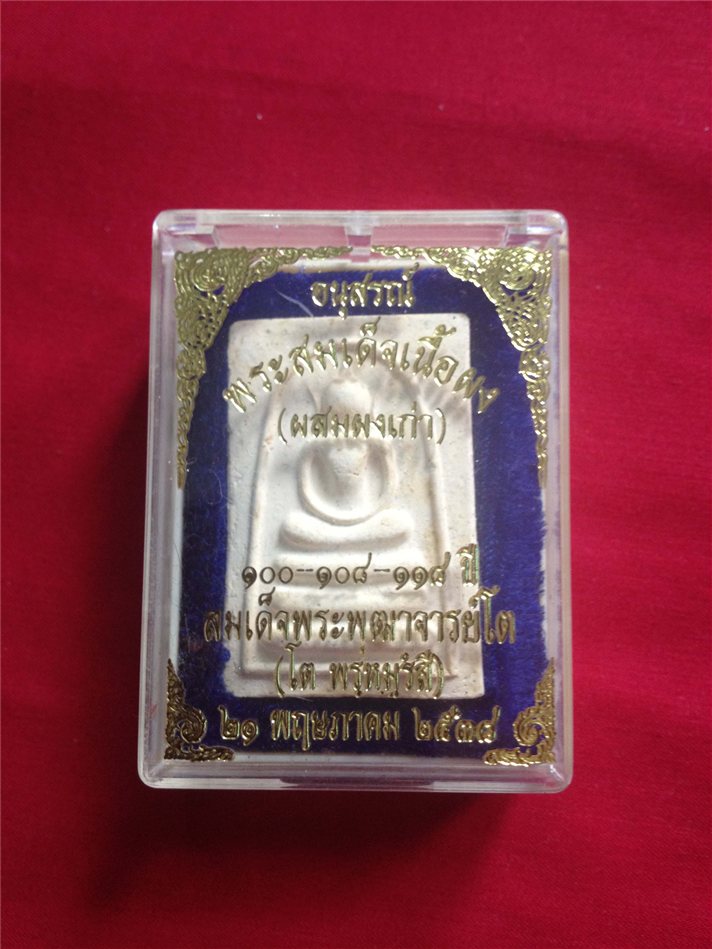 อนุสรณ์
พระสมเด็จเนื้อผง
(ผสมผงเก่า)
๑๐๐-๑๐๘-๑๑๘ ปี
สมเด็จพระพุฒาจารย์โต
(โต พฺรหฺมรํสี)
๒๑ พฤษภาคม ๒๕๓๔